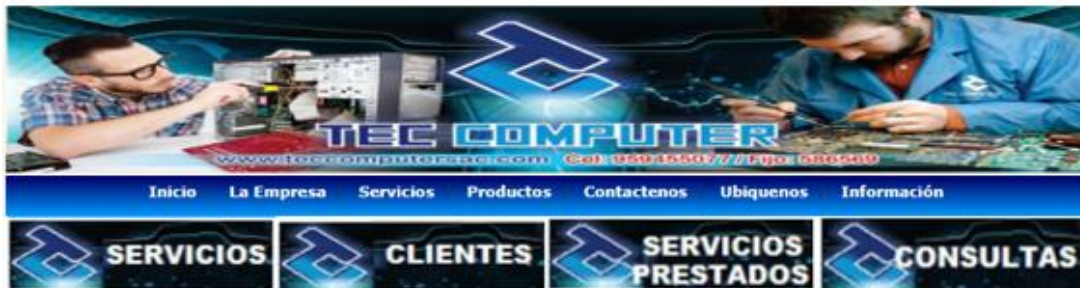 TEC COMPUTER
www.teccomputersac.com Cel: 959455077 / Fijo: 586569
Inicio La Empresa Servicios Productos Contactenos Ubiquenos Información
SERVICIOS CLIENTES SERVICIOS PRESTADOS CONSULTAS